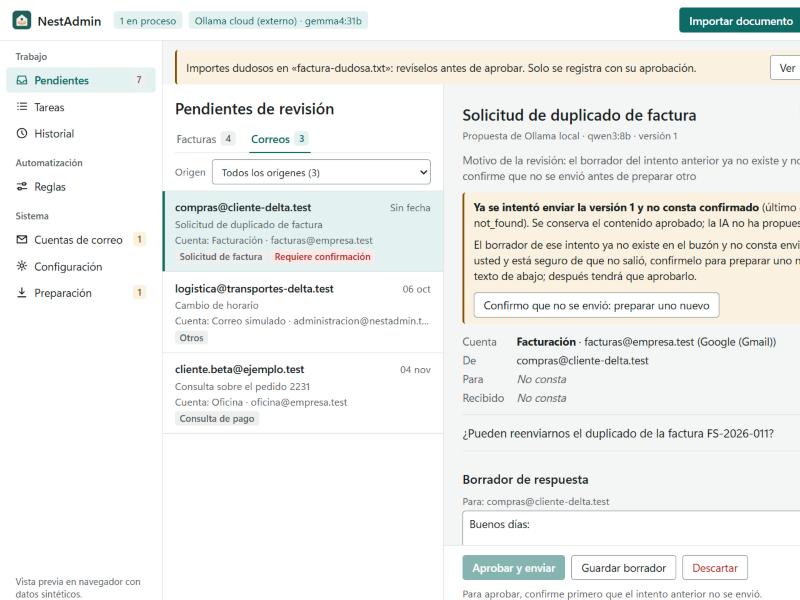 NestAdmin
1 en proceso
Ollama cloud (externo) · gemma4:31b
Importar documento
Trabajo
Pendientes 7
Tareas
Historial
Automatización
Reglas
Sistema
Cuentas de correo 1
Configuración
Preparación 1
Vista previa en navegador con
datos sintéticos.
Importes dudosos en «factura-dudosa.txt»: revíselos antes de aprobar. Solo se registra con su aprobación.
Ver
Pendientes de revisión
Facturas 4
Correos 3
Origen
Todos los orígenes (3)
compras@cliente-delta.test Sin fecha
Solicitud de duplicado de factura
Cuenta: Facturación · facturas@empresa.test
Solicitud de factura Requiere confirmación
logistica@transportes-delta.test 06 oct
Cambio de horario
Cuenta: Correo simulado · administracion@nestadmin.t...
Otros
cliente.beta@ejemplo.test 04 nov
Consulta sobre el pedido 2231
Cuenta: Oficina · oficina@empresa.test
Consulta de pago
Solicitud de duplicado de factura
Propuesta de Ollama local · qwen3:8b · versión 1
Motivo de la revisión: el borrador del intento anterior ya no existe y no
confirme que no se envió antes de preparar otro
Ya se intentó enviar la versión 1 y no consta confirmado (último
not_found). Se conserva el contenido aprobado; la IA no ha propues
El borrador de ese intento ya no existe en el buzón y no consta envi
usted y está seguro de que no salió, confírmelo para preparar uno n
texto de abajo; después tendrá que aprobarlo.
Confirmo que no se envió: preparar uno nuevo
Cuenta Facturación · facturas@empresa.test (Google (Gmail))
De compras@cliente-delta.test
Para No consta
Recibido No consta
¿Pueden reenviarnos el duplicado de la factura FS-2026-011?
Borrador de respuesta
Para: compras@cliente-delta.test
Buenos días:
Aprobar y enviar
Guardar borrador
Descartar
Para aprobar, confirme primero que el intento anterior no se envió.